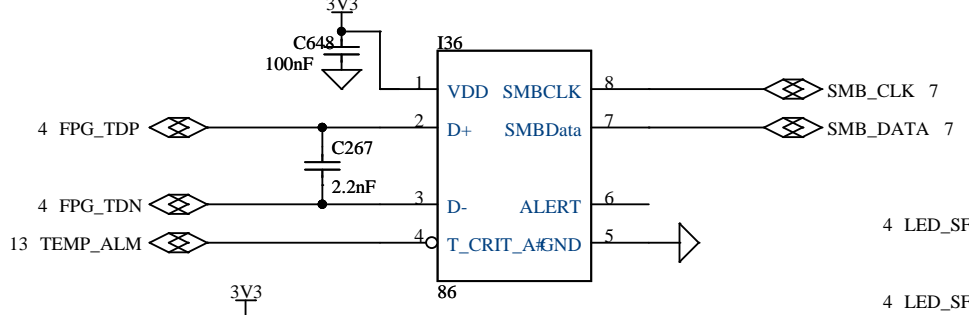 3V3
C648
100nF
I36
1 VDD SMBCLK 8 SMB_CLK 7
4 FPG_TDP 2 D+ SMBData 7 SMB_DATA 7
C267
2.2nF
4 FPG_TDN 3 D- ALERT 6
4 LED_SF
13 TEMP_ALM 4 T_CRIT_A# GND 5
3V3
86
4 LED_SF